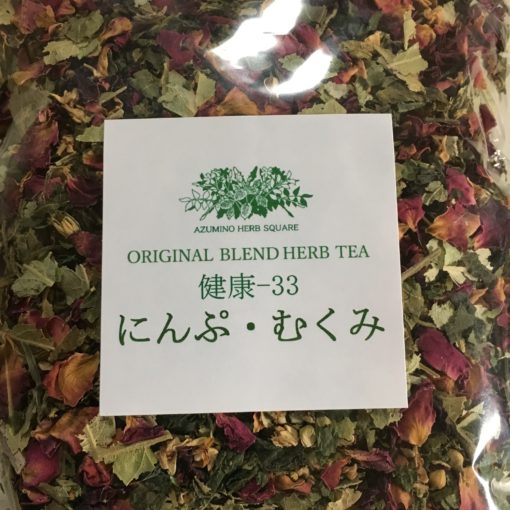 AZUMINO HERB SQUARE
ORIGINAL BLEND HERB TEA
健康-33
にんぷ・むくみ